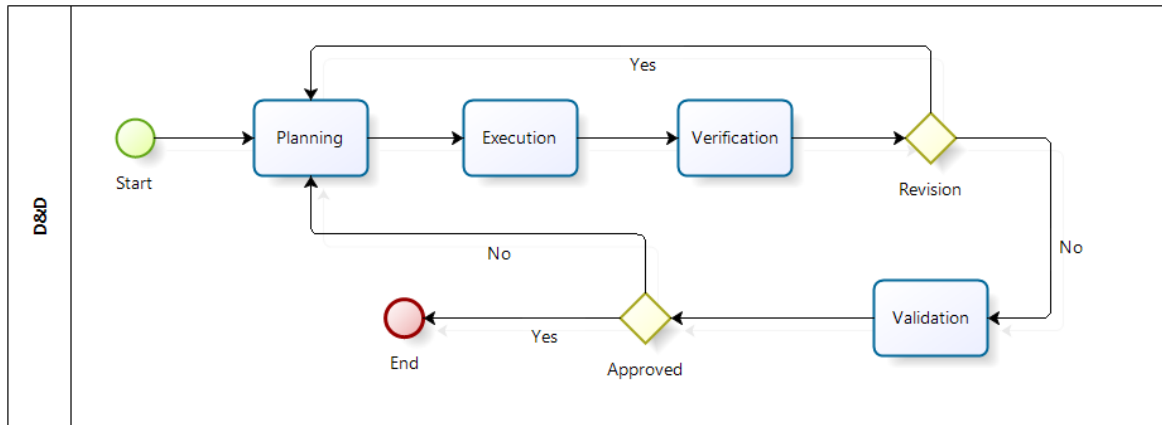 D&D
Yes
Planning
Execution
Verification
Start
Revision
No
No
Validation
Yes
End
Approved